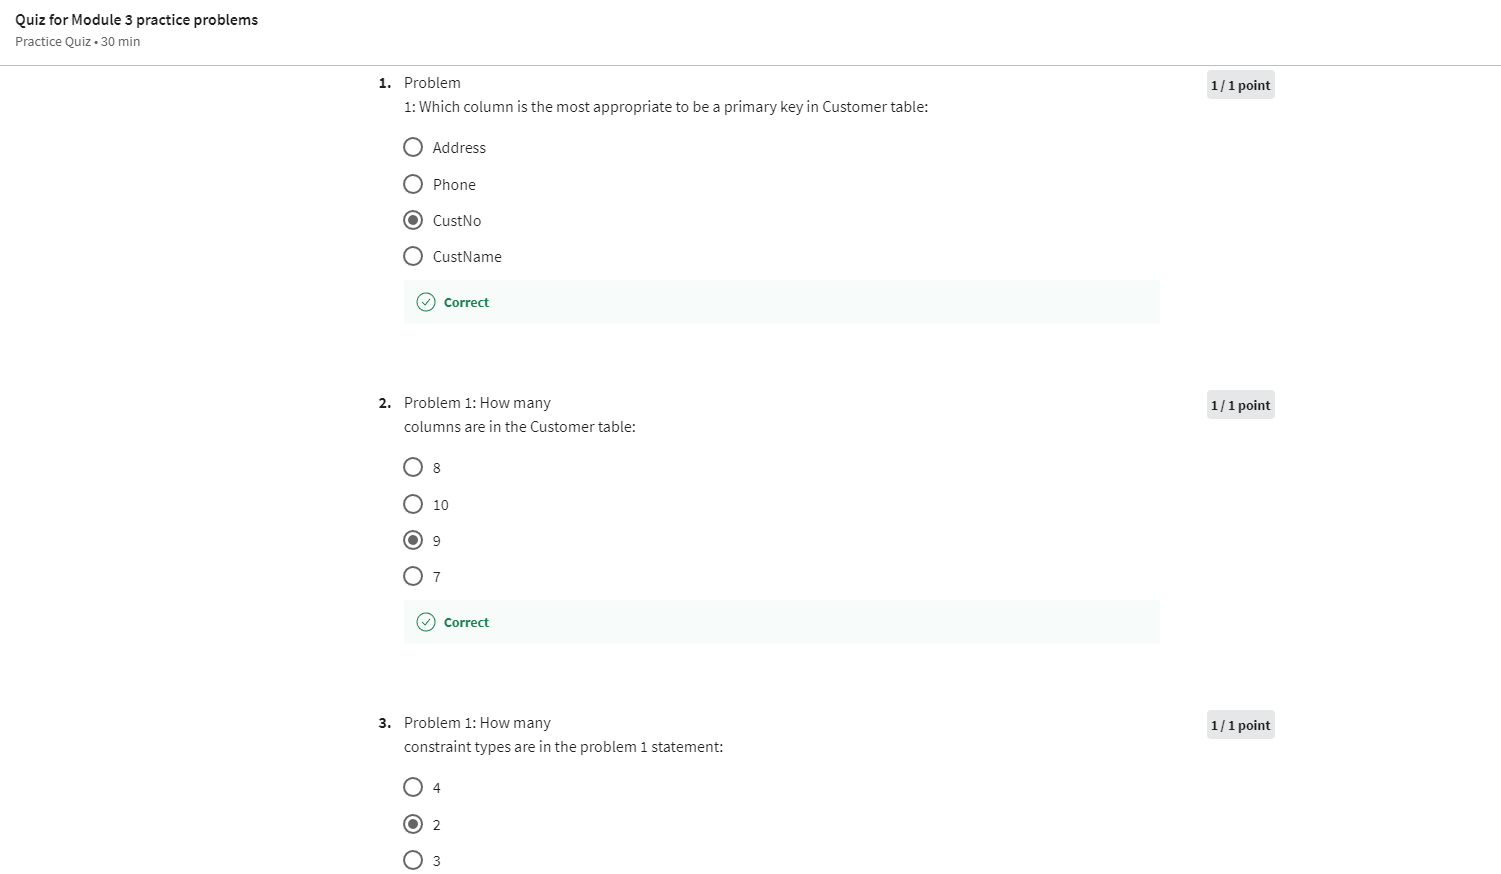 Quiz for Module 3 practice problems
Practice Quiz • 30 min
1. Problem
1 / 1 point
1: Which column is the most appropriate to be a primary key in Customer table:
Address
Phone
CustNo
CustName
Correct
2. Problem 1: How many
1 / 1 point
columns are in the Customer table:
8
10
9
7
Correct
3. Problem 1: How many
1 / 1 point
constraint types are in the problem 1 statement:
4
2
3